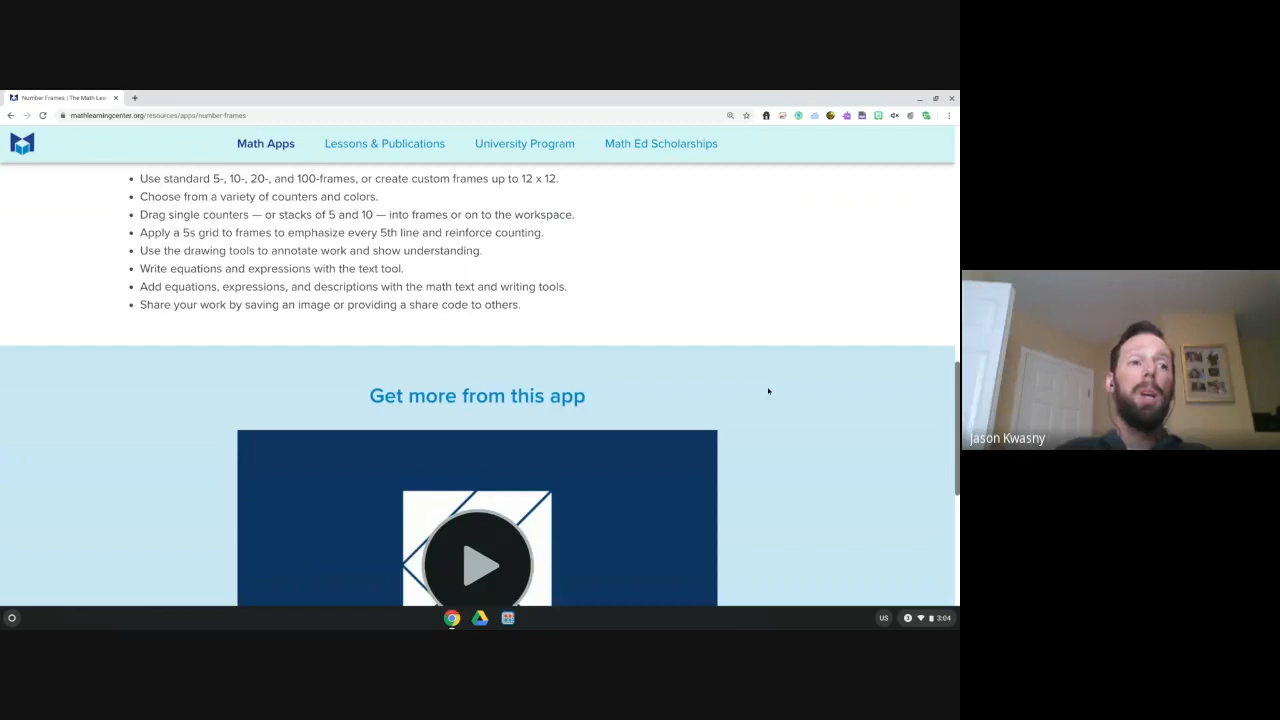 Number Frames | The Math Lea
mathlearningcenter.org/resources/apps/number-frames
Math Apps
Lessons & Publications
University Program
Math Ed Scholarships
Use standard 5-, 10-, 20-, and 100-frames, or create custom frames up to 12 x 12.
Choose from a variety of counters and colors.
Drag single counters — or stacks of 5 and 10 — into frames or on to the workspace.
Apply a 5s grid to frames to emphasize every 5th line and reinforce counting.
Use the drawing tools to annotate work and show understanding.
Write equations and expressions with the text tool.
Add equations, expressions, and descriptions with the math text and writing tools.
Share your work by saving an image or providing a share code to others.
Get more from this app
Jason Kwasny
US
3:04